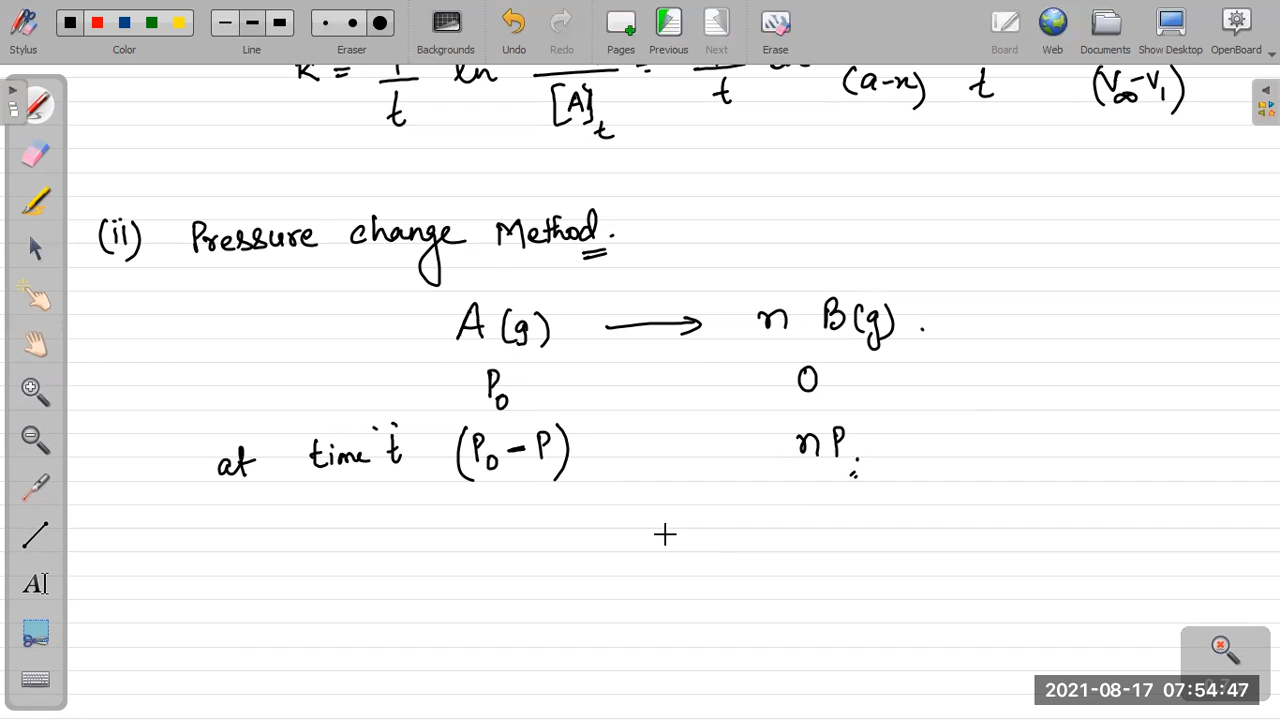 Stylus Color Line Eraser Backgrounds Undo Redo Pages Previous Next Erase Board Web Documents Show Desktop OpenBoard
K = 1/t ln /[A]t = 1/t (a-x) t (V∞-V1)
(ii) Pressure change Method.
A(g) ⟶ n B(g).
P0 0
at time "t (P0 - P) nP.
2021-08-17 07:54:47